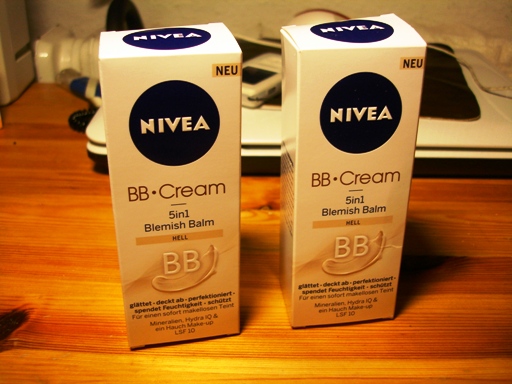 NIVEA
NEU
NIVEA
BB•Cream
5in1
Blemish Balm
HELL
BB
glättet - deckt ab - perfektioniert -
spendet Feuchtigkeit - schützt
Für einen sofort makellosen Teint
Mineralien, Hydra IQ &
ein Hauch Make-up
LSF 10
NIVEA
NEU
NIVEA
BB•Cream
5in1
Blemish Balm
HELL
BB
glättet - deckt ab - perfektioniert -
spendet Feuchtigkeit - schützt
Für einen sofort makellosen Teint
Mineralien, Hydra IQ &
ein Hauch Make-up
LSF 10